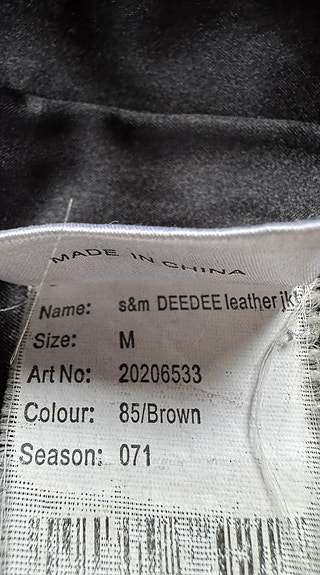 MADE IN CHINA
Name: s&m DEEDEE leather jkt
Size: M
Art No: 20206533
Colour: 85/Brown
Season: 071